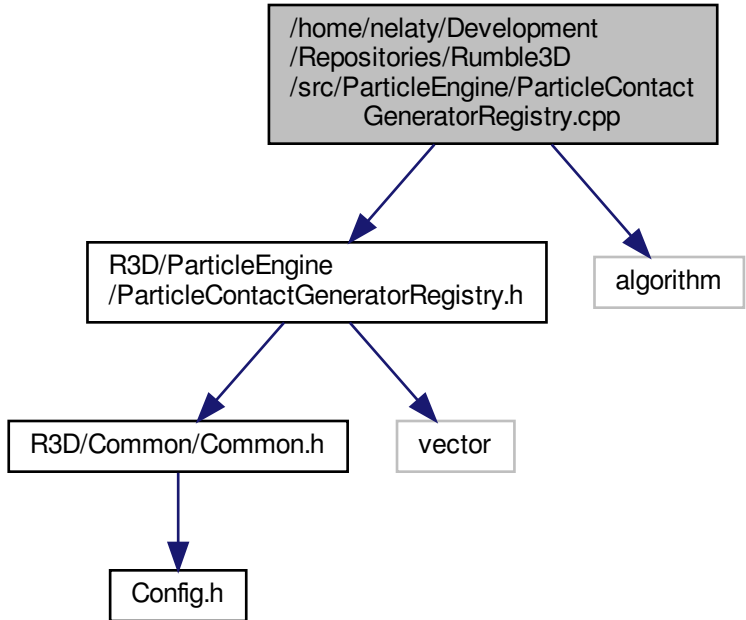 /home/nelaty/Development
/Repositories/Rumble3D
/src/ParticleEngine/ParticleContact
GeneratorRegistry.cpp
R3D/ParticleEngine
/ParticleContactGeneratorRegistry.h
algorithm
R3D/Common/Common.h
vector
Config.h